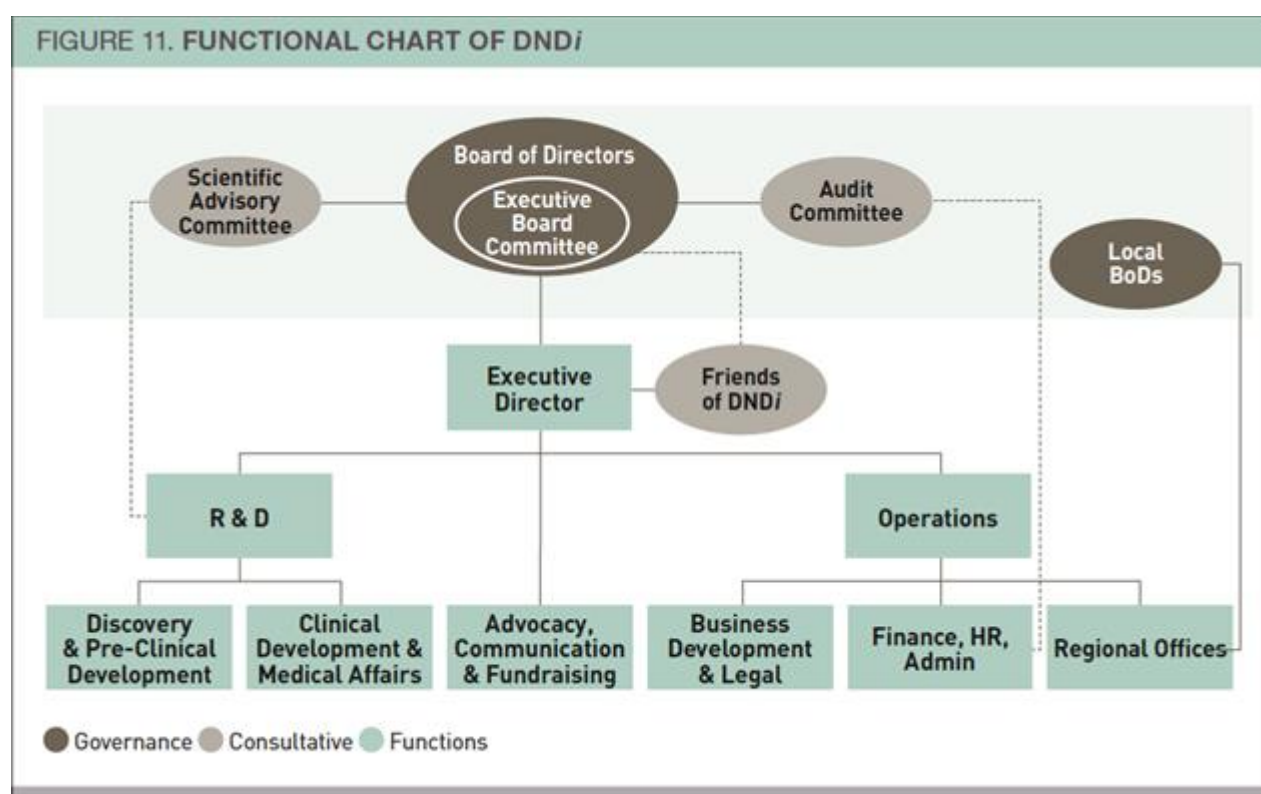 FIGURE 11. FUNCTIONAL CHART OF DNDi
Board of Directors
Executive
Board
Committee
Scientific
Advisory
Committee
Audit
Committee
Local
BoDs
Executive
Director
Friends
of DNDi
R & D
Operations
Discovery
& Pre-Clinical
Development
Clinical
Development &
Medical Affairs
Advocacy,
Communication
& Fundraising
Business
Development
& Legal
Finance, HR,
Admin
Regional Offices
Governance
Consultative
Functions